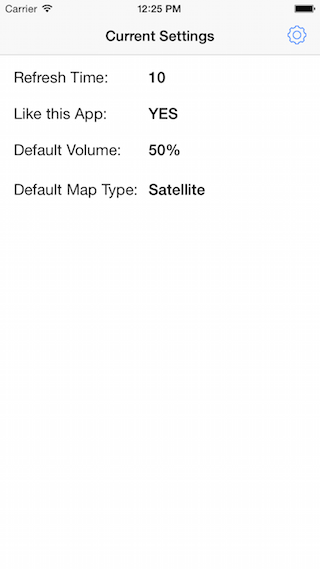 Carrier 12:25 PM
Current Settings
Refresh Time: 10
Like this App: YES
Default Volume: 50%
Default Map Type: Satellite